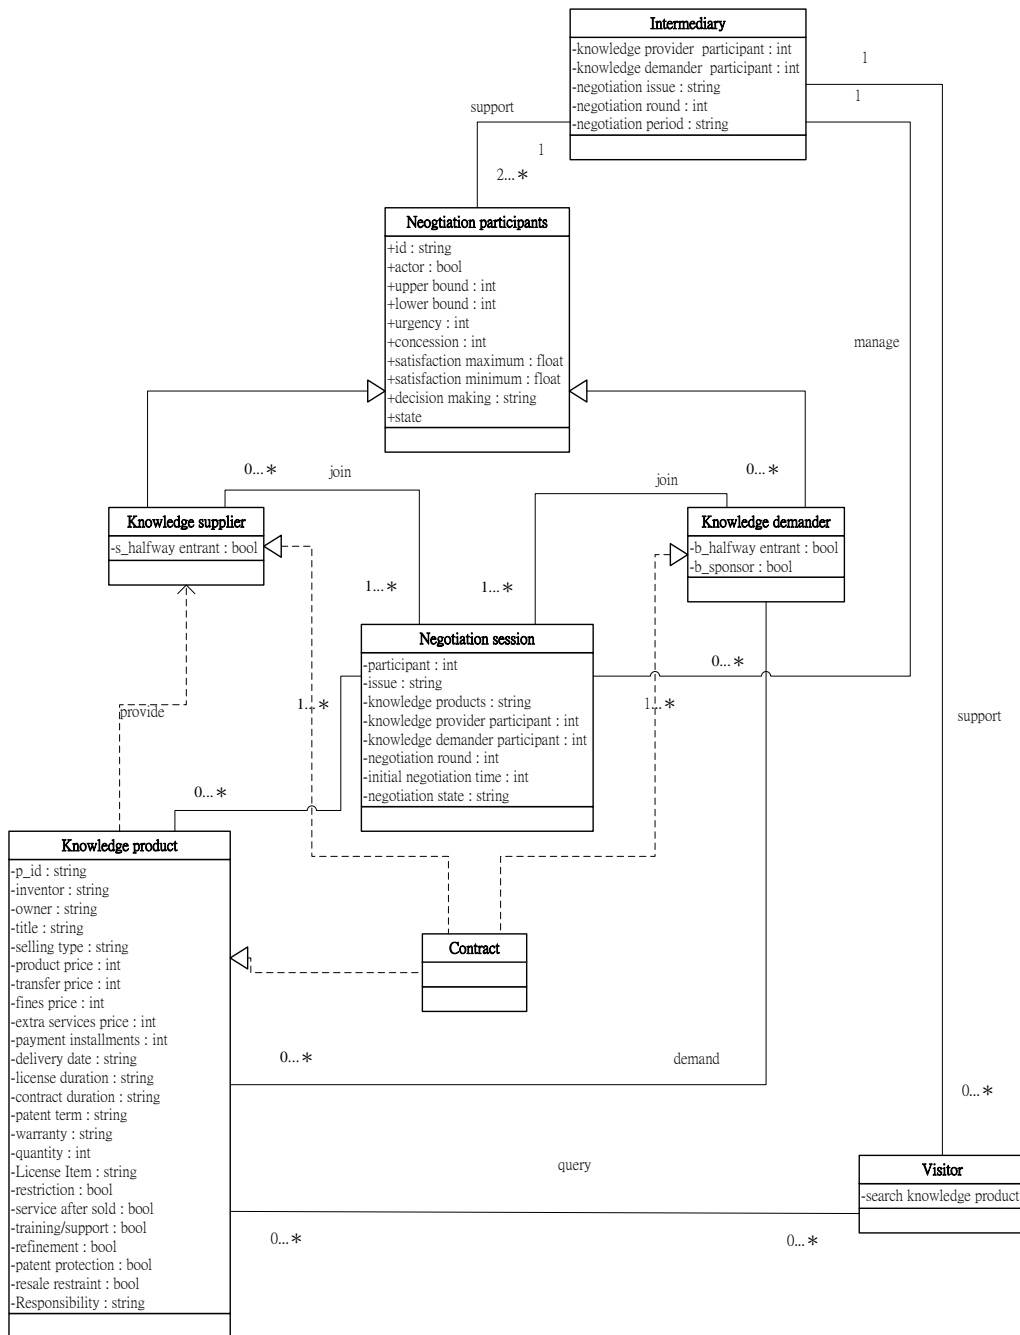 Intermediary
-knowledge provider participant : int
-knowledge demander participant : int
-negotiation issue : string
-negotiation round : int
-negotiation period : string
1
1
support
1
2...*
Neogtiation participants
+id : string
+actor : bool
+upper bound : int
+lower bound : int
+urgency : int
+concession : int
+satisfaction maximum : float
+satisfaction minimum : float
+decision making : string
+state
manage
0...*
join
join
0...*
Knowledge supplier
-s_halfway entrant : bool
Knowledge demander
-b_halfway entrant : bool
-b_sponsor : bool
1...*
1...*
Negotiation session
-participant : int
-issue : string
-knowledge products : string
-knowledge provider participant : int
-knowledge demander participant : int
-negotiation round : int
-initial negotiation time : int
-negotiation state : string
0...*
provide
1...*
1...*
support
0...*
Knowledge product
-p_id : string
-inventor : string
-owner : string
-title : string
-selling type : string
-product price : int
-transfer price : int
-fines price : int
-extra services price : int
-payment installments : int
-delivery date : string
-license duration : string
-contract duration : string
-patent term : string
-warranty : string
-quantity : int
-License Item : string
-restriction : bool
-service after sold : bool
-training/support : bool
-refinement : bool
-patent protection : bool
-resale restraint : bool
-Responsibility : string
Contract
0...*
demand
0...*
query
Visitor
-search knowledge product
0...*
0...*